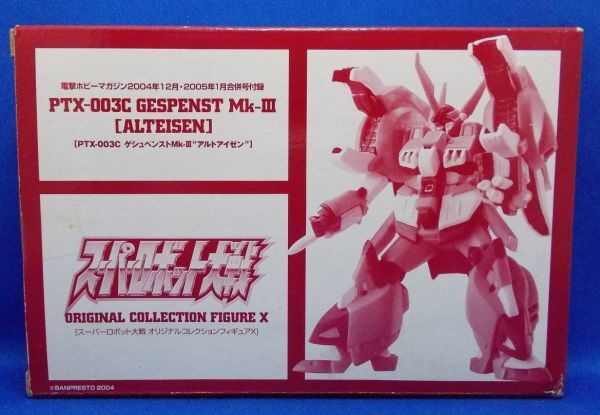 電撃ホビーマガジン2004年12月・2005年1月合併号付録
PTX-003C GESPENST Mk-III
[ALTEISEN]
[PTX-003C ゲシュペンストMk-III"アルトアイゼン"]
スーパーロボット大戦
ORIGINAL COLLECTION FIGURE X
[スーパーロボット大戦 オリジナルコレクションフィギュアX]
©BANPRESTO 2004